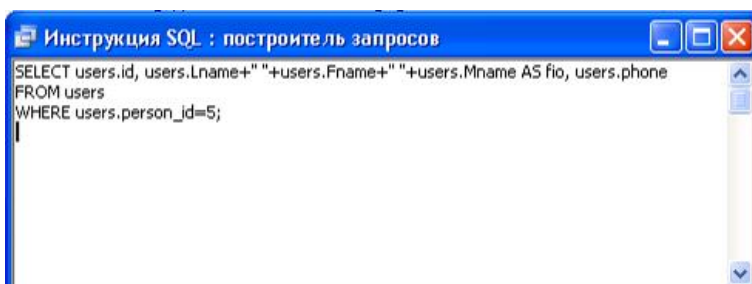 Инструкция SQL : построитель запросов
SELECT users.id, users.Lname+" "+users.Fname+" "+users.Mname AS fio, users.phone
FROM users
WHERE users.person_id=5;